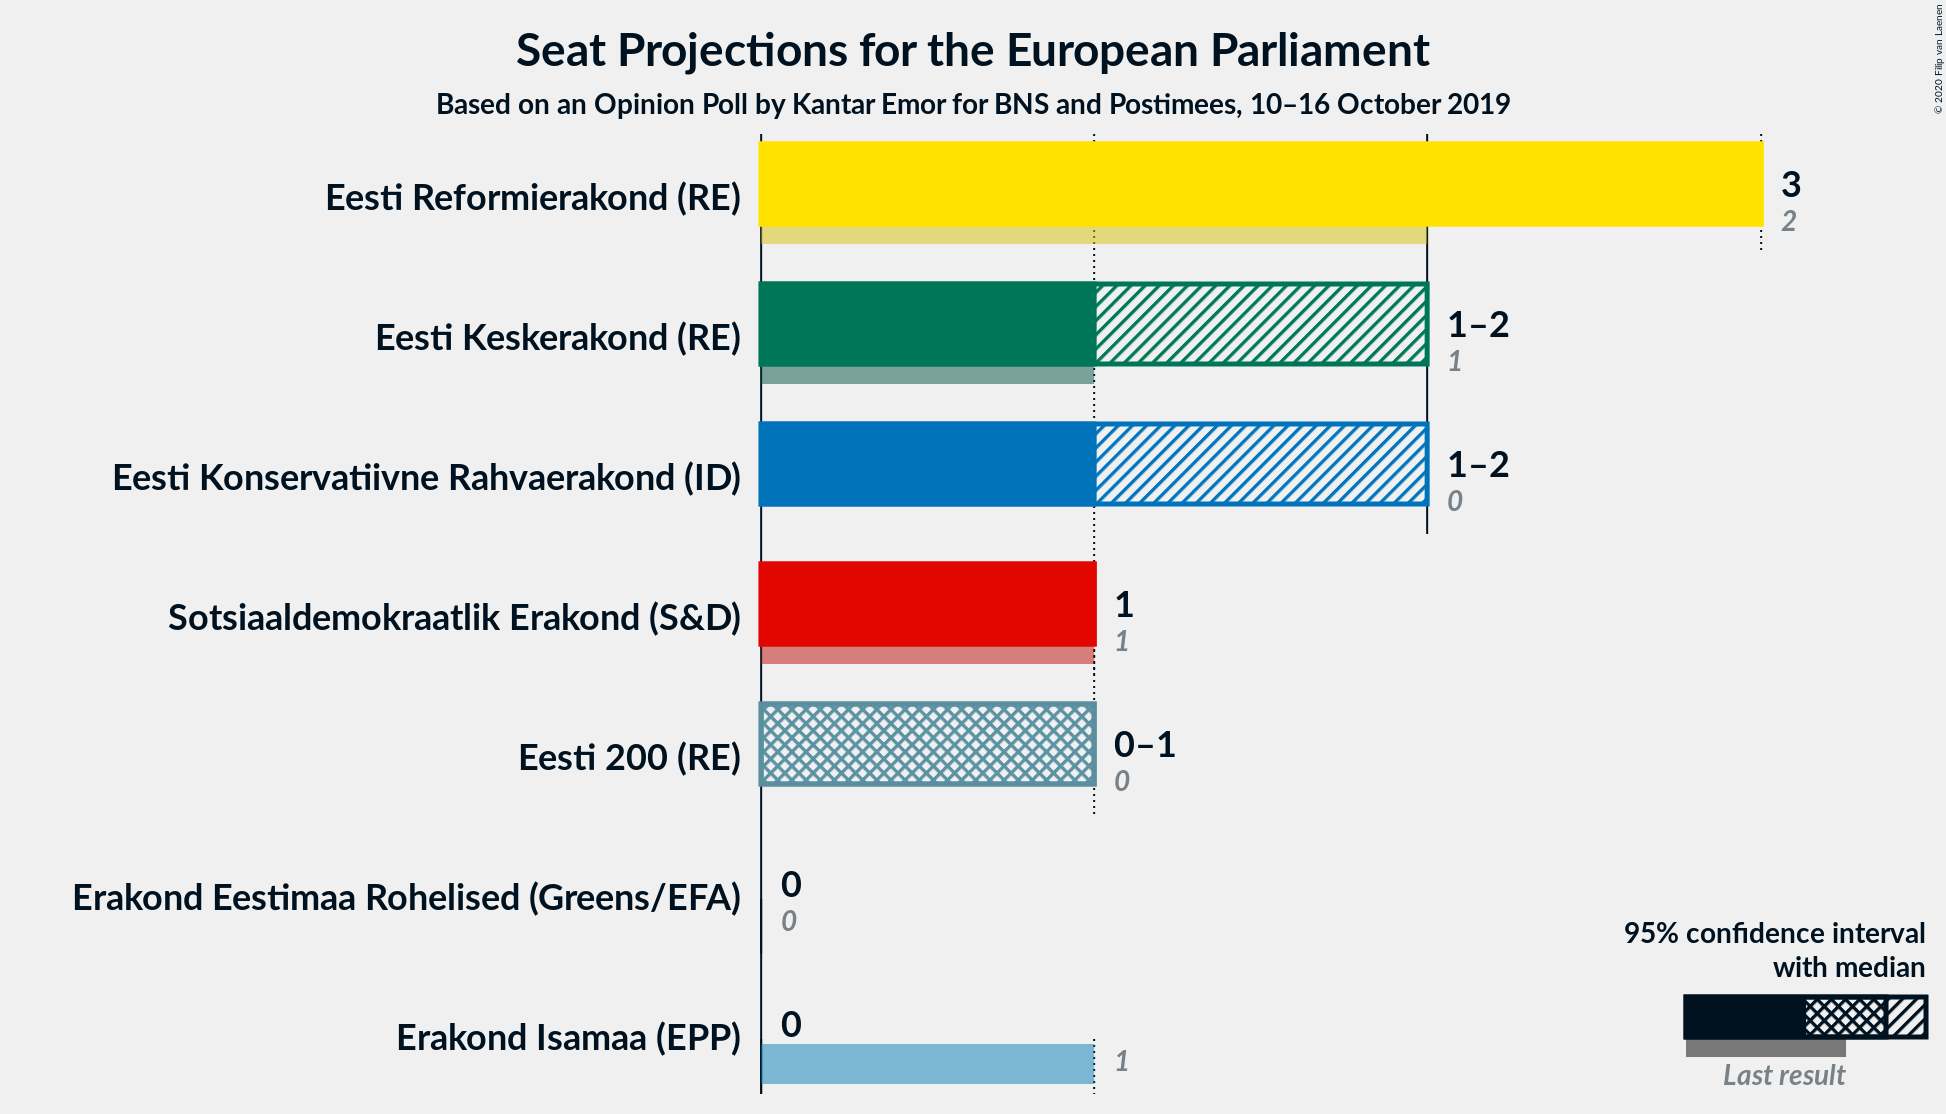 Seat Projections for the European Parliament
Based on an Opinion Poll by Kantar Emor for BNS and Postimees, 10–16 October 2019
© 2020 Filip van Laenen
Eesti Reformierakond (RE)
3
2
Eesti Keskerakond (RE)
1–2
1
Eesti Konservatiivne Rahvaerakond (ID)
1–2
0
Sotsiaaldemokraatlik Erakond (S&D)
1
1
Eesti 200 (RE)
0–1
0
Erakond Eestimaa Rohelised (Greens/EFA)
0
0
Erakond Isamaa (EPP)
0
1
95% confidence interval
with median
Last result